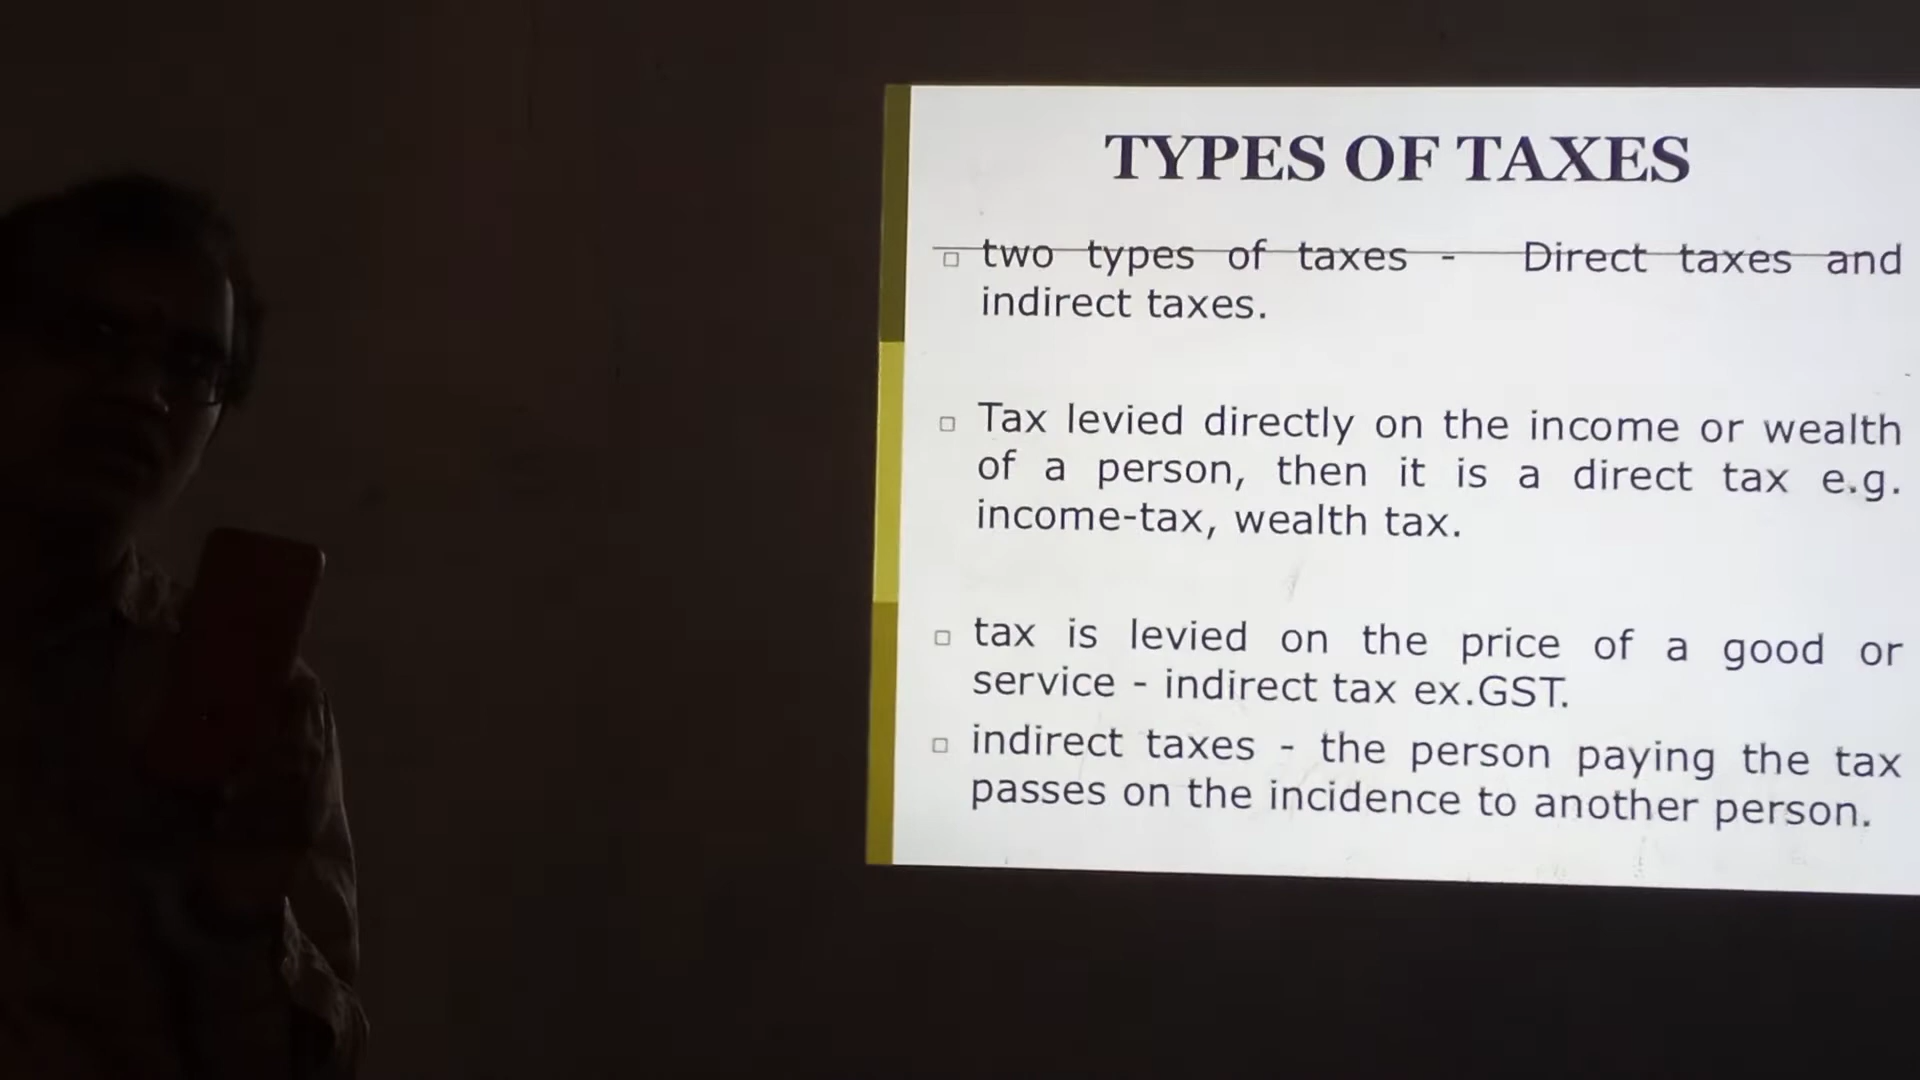 TYPES OF TAXES
two types of taxes - Direct taxes and
indirect taxes.
Tax levied directly on the income or wealth
of a person, then it is a direct tax e.g.
income-tax, wealth tax.
tax is levied on the price of a good or
service - indirect tax ex.GST.
indirect taxes - the person paying the tax
passes on the incidence to another person.